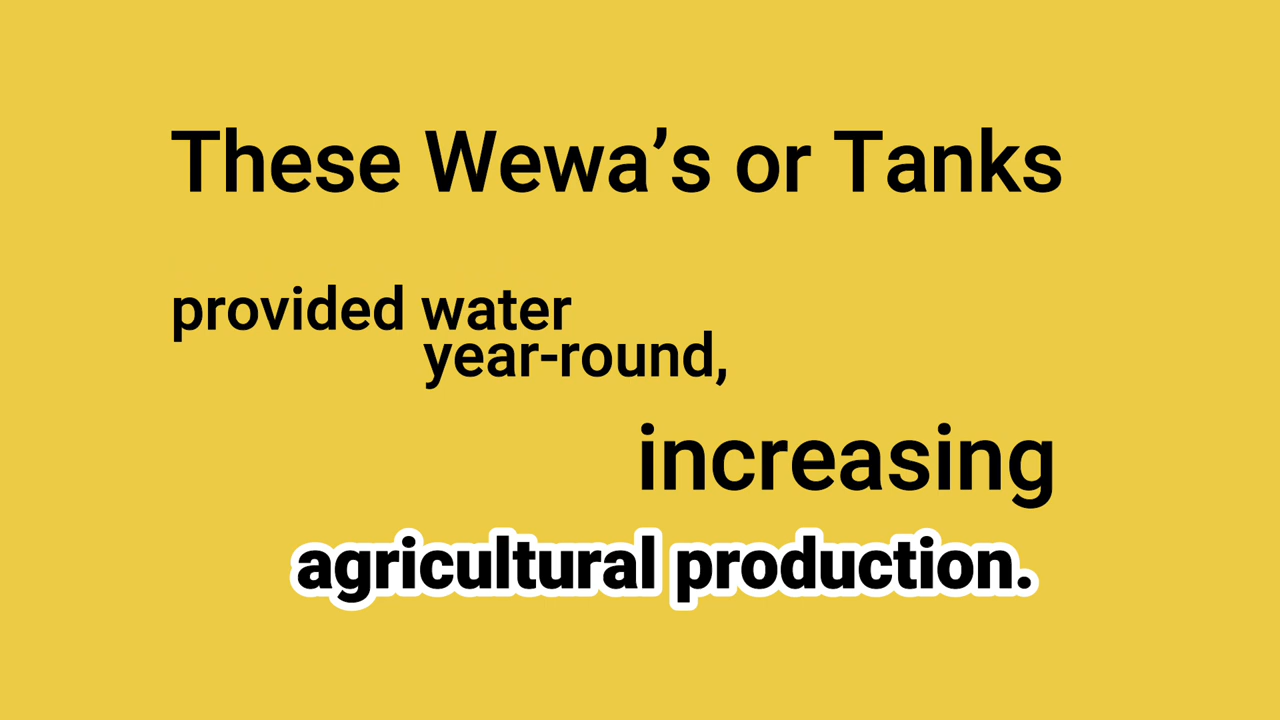 These Wewa’s or Tanks
provided water
year-round,
increasing
agricultural production.